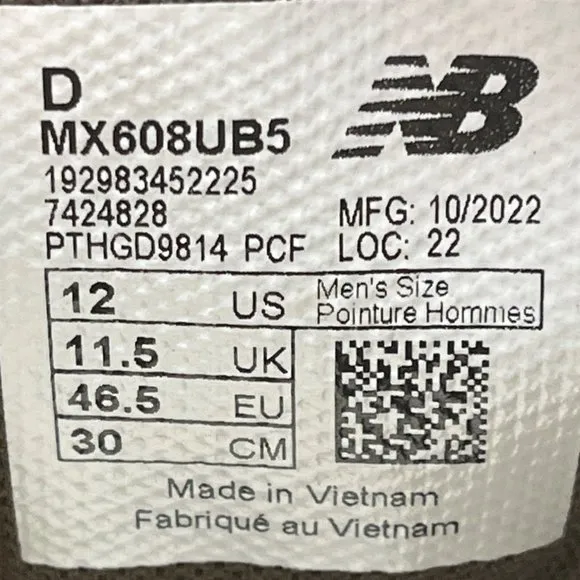 D
NB
MX608UB5
192983452225
7424828 MFG: 10/2022
PTHGD9814 PCF LOC: 22
12 US Men's Size
Pointure Hommes
11.5 UK
46.5 EU
30 CM
Made in Vietnam
Fabriqué au Vietnam